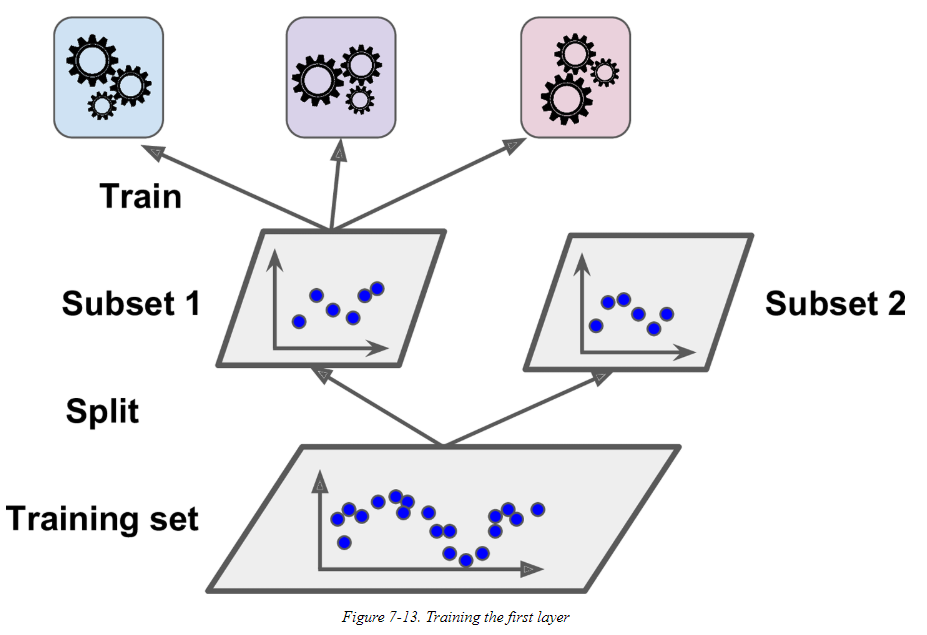 Train
Subset 1
Subset 2
Split
Training set
Figure 7-13. Training the first layer